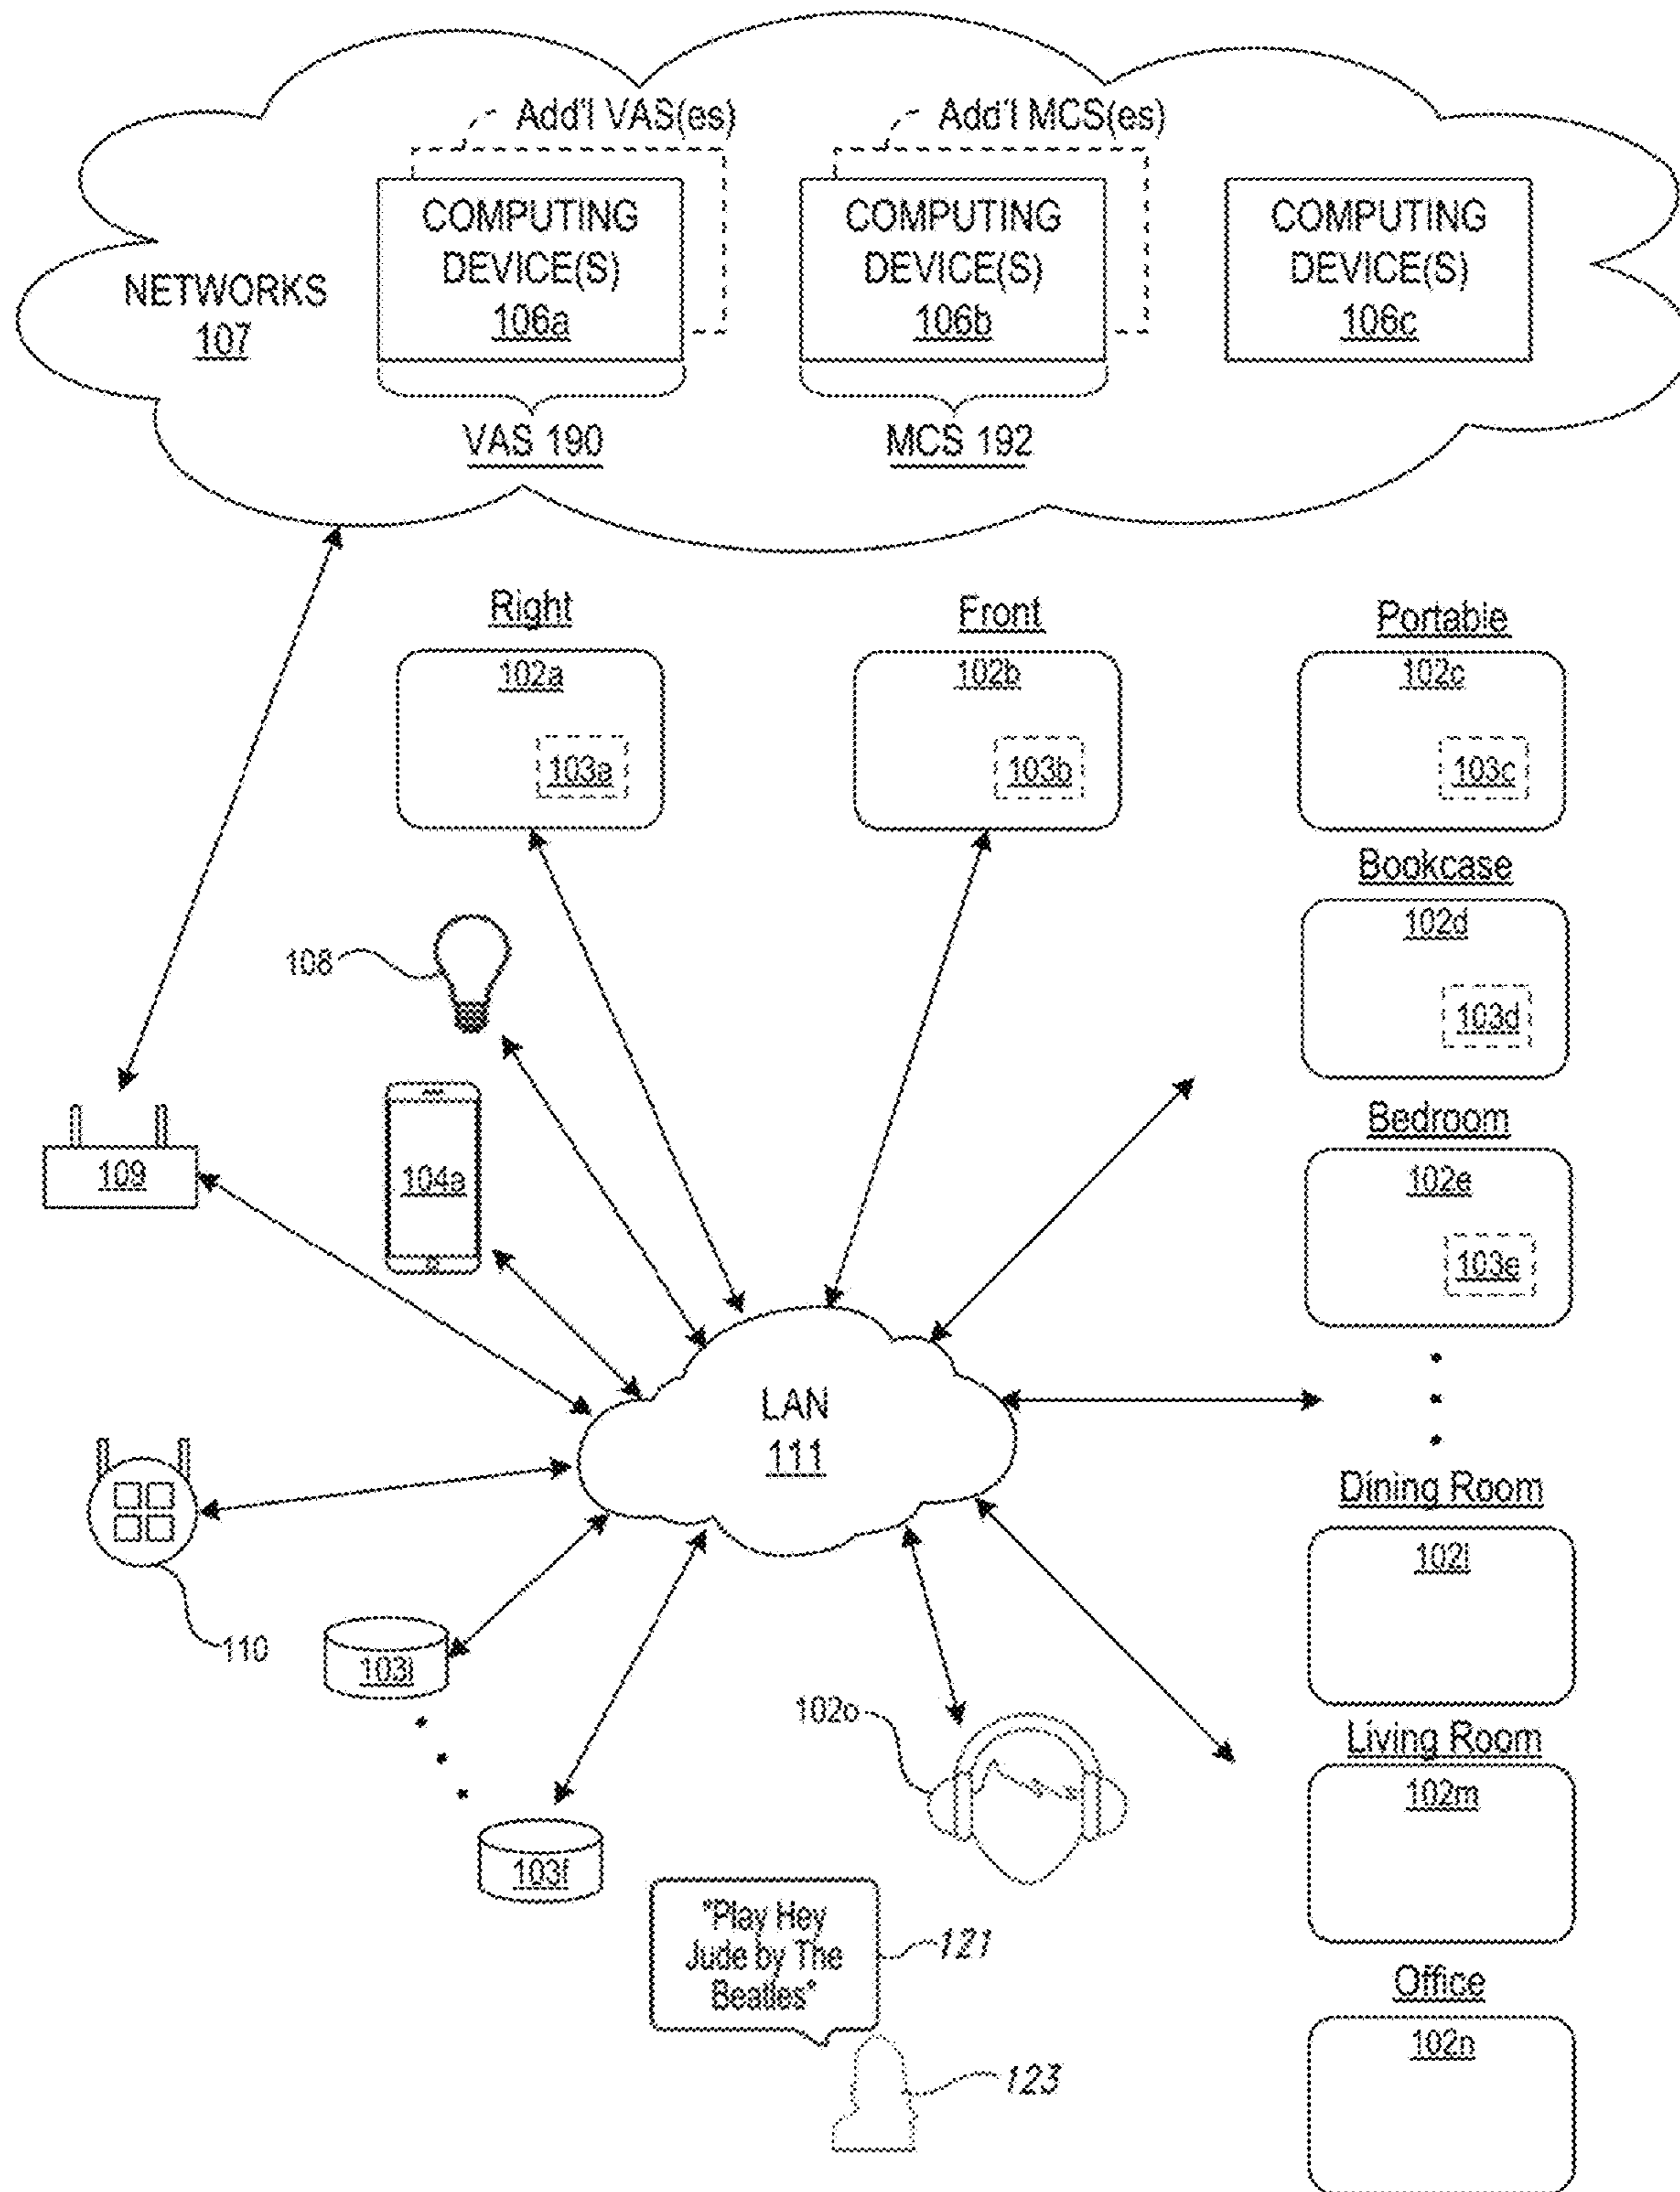 Add'l VAS(es)
Add'l MCS(es)
COMPUTING
DEVICE(S)
106a
COMPUTING
DEVICE(S)
106b
COMPUTING
DEVICE(S)
106c
NETWORKS
107
VAS 190
MCS 192
Right
102a
103a
Front
102b
103b
Portable
102c
103c
Bookcase
102d
103d
108
Bedroom
102e
103e
109
104a
LAN
111
Dining Room
102l
110
103i
Living Room
102m
102o
103f
"Play Hey
Jude by The
Beatles"
121
Office
102n
123